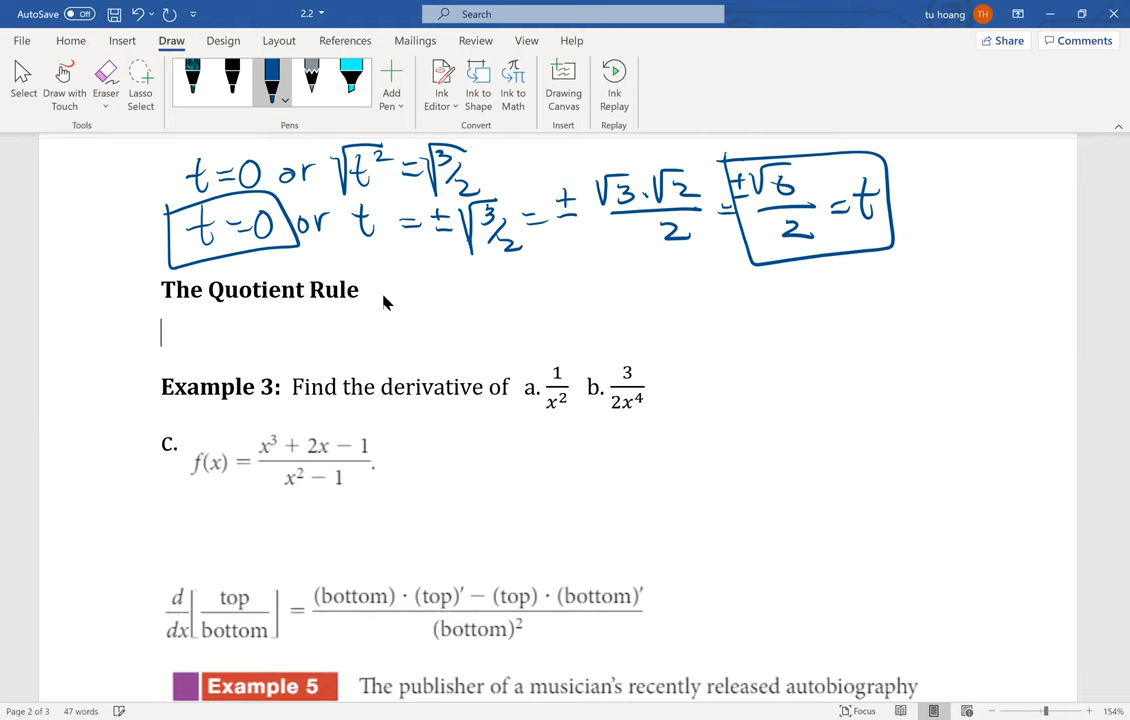 AutoSave Off 2.2 Search tu hoang TH
File Home Insert Draw Design Layout References Mailings Review View Help Share Comments
Select Draw with Touch Eraser Lasso Select Add Pen Ink Editor Ink to Shape Ink to Math Drawing Canvas Ink Replay
Tools Pens Convert Insert Replay
t=0 or √t² = √3/2
t=0 or t = ±√3/2 = ± √3·√2/2 = ±√6/2 = t
The Quotient Rule
Example 3: Find the derivative of a. 1/x² b. 3/2x⁴
C. f(x) = x³ + 2x − 1 / x² − 1.
d/dx[top/bottom] = (bottom) · (top)′ − (top) · (bottom)′ / (bottom)²
Example 5 The publisher of a musician's recently released autobiography
Page 2 of 3 47 words Focus 154%